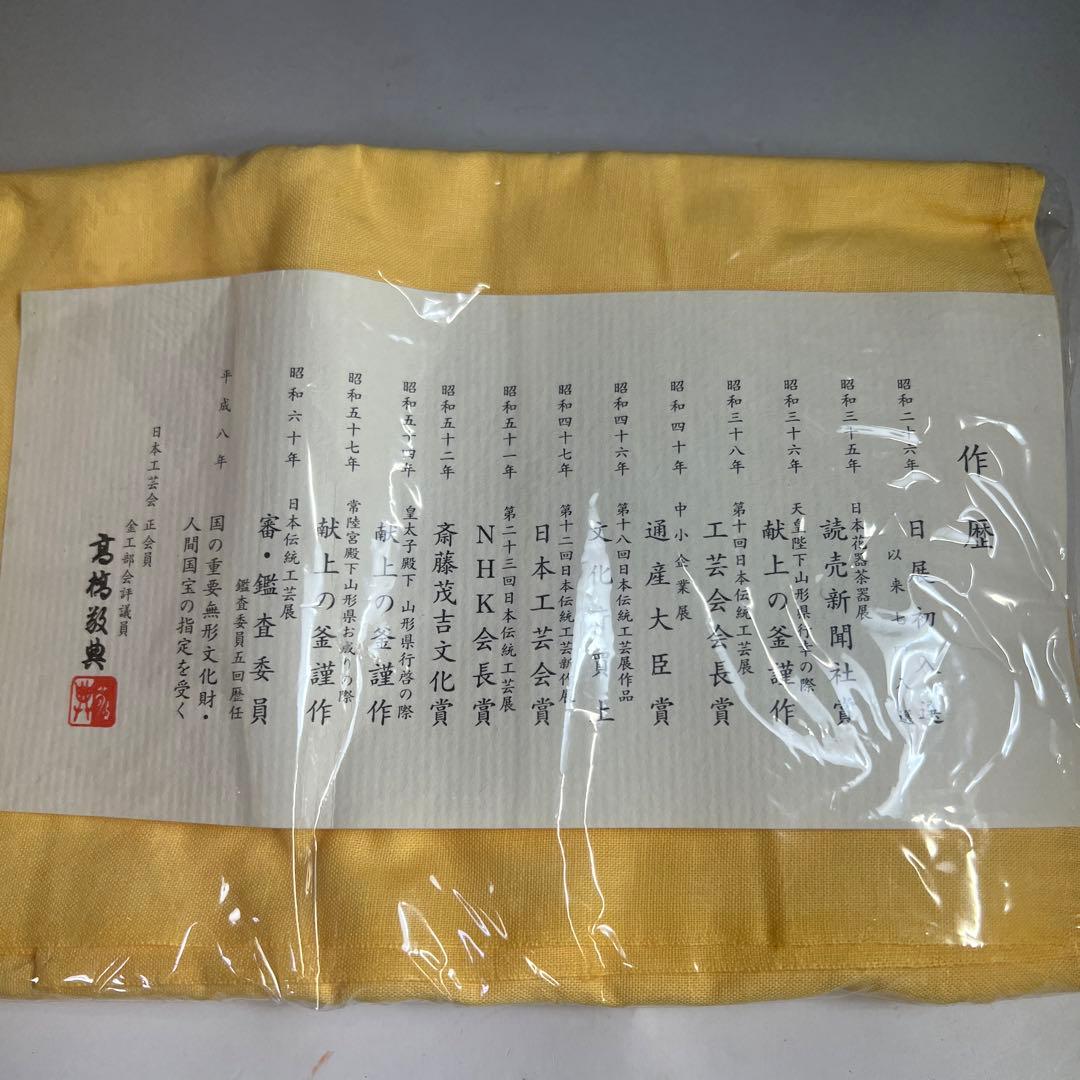 作歴
昭和二十六年 日展初入選
以来七
昭和三十五年 日本花器茶器展
読売新聞社賞
昭和三十六年 天皇陛下山形県行幸の際
献上の釜謹作
昭和三十八年 第十回日本伝統工芸展
工芸会長賞
昭和四十年 中小企業展
通産大臣賞
昭和四十六年 第十八回日本伝統工芸展作品
文化庁買上
昭和四十七年 第十二回日本伝統工芸新作展
日本工芸会賞
昭和五十一年 第二十三回日本伝統工芸展
NHK会長賞
昭和五十二年 斎藤茂吉文化賞
昭和五十四年 皇太子殿下 山形県行啓の際
献上の釜謹作
昭和五十七年 常陸宮殿下山形県お成りの際
献上の釜謹作
昭和六十年 日本伝統工芸展
審・鑑査委員
鑑査委員五回歴任
平成八年 国の重要無形文化財・
人間国宝の指定を受く
日本工芸会 正会員
金工部会評議員
高橋敬典